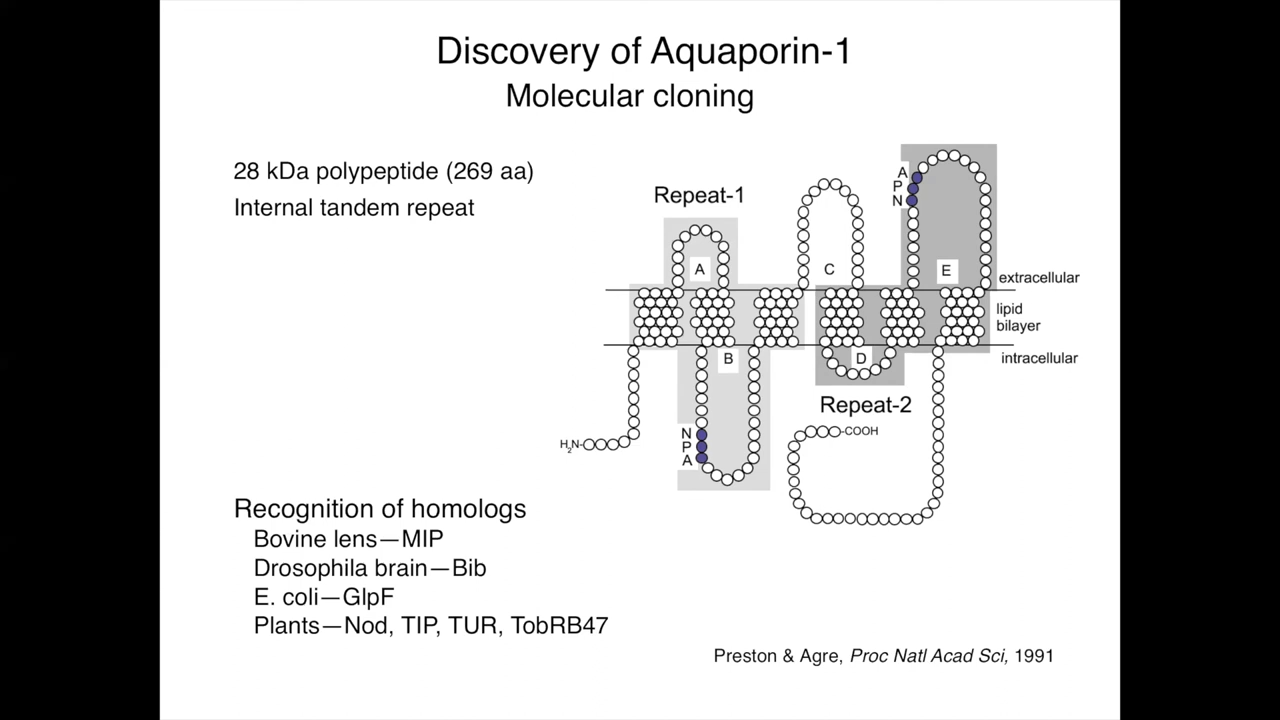 Discovery of Aquaporin-1
Molecular cloning
28 kDa polypeptide (269 aa)
Internal tandem repeat
Repeat-1
A
P
N
A
C
E
extracellular
lipid
bilayer
B
D
intracellular
Repeat-2
N
P
A
H₂N-
-COOH
Recognition of homologs
Bovine lens—MIP
Drosophila brain—Bib
E. coli—GlpF
Plants—Nod, TIP, TUR, TobRB47
Preston & Agre, Proc Natl Acad Sci, 1991